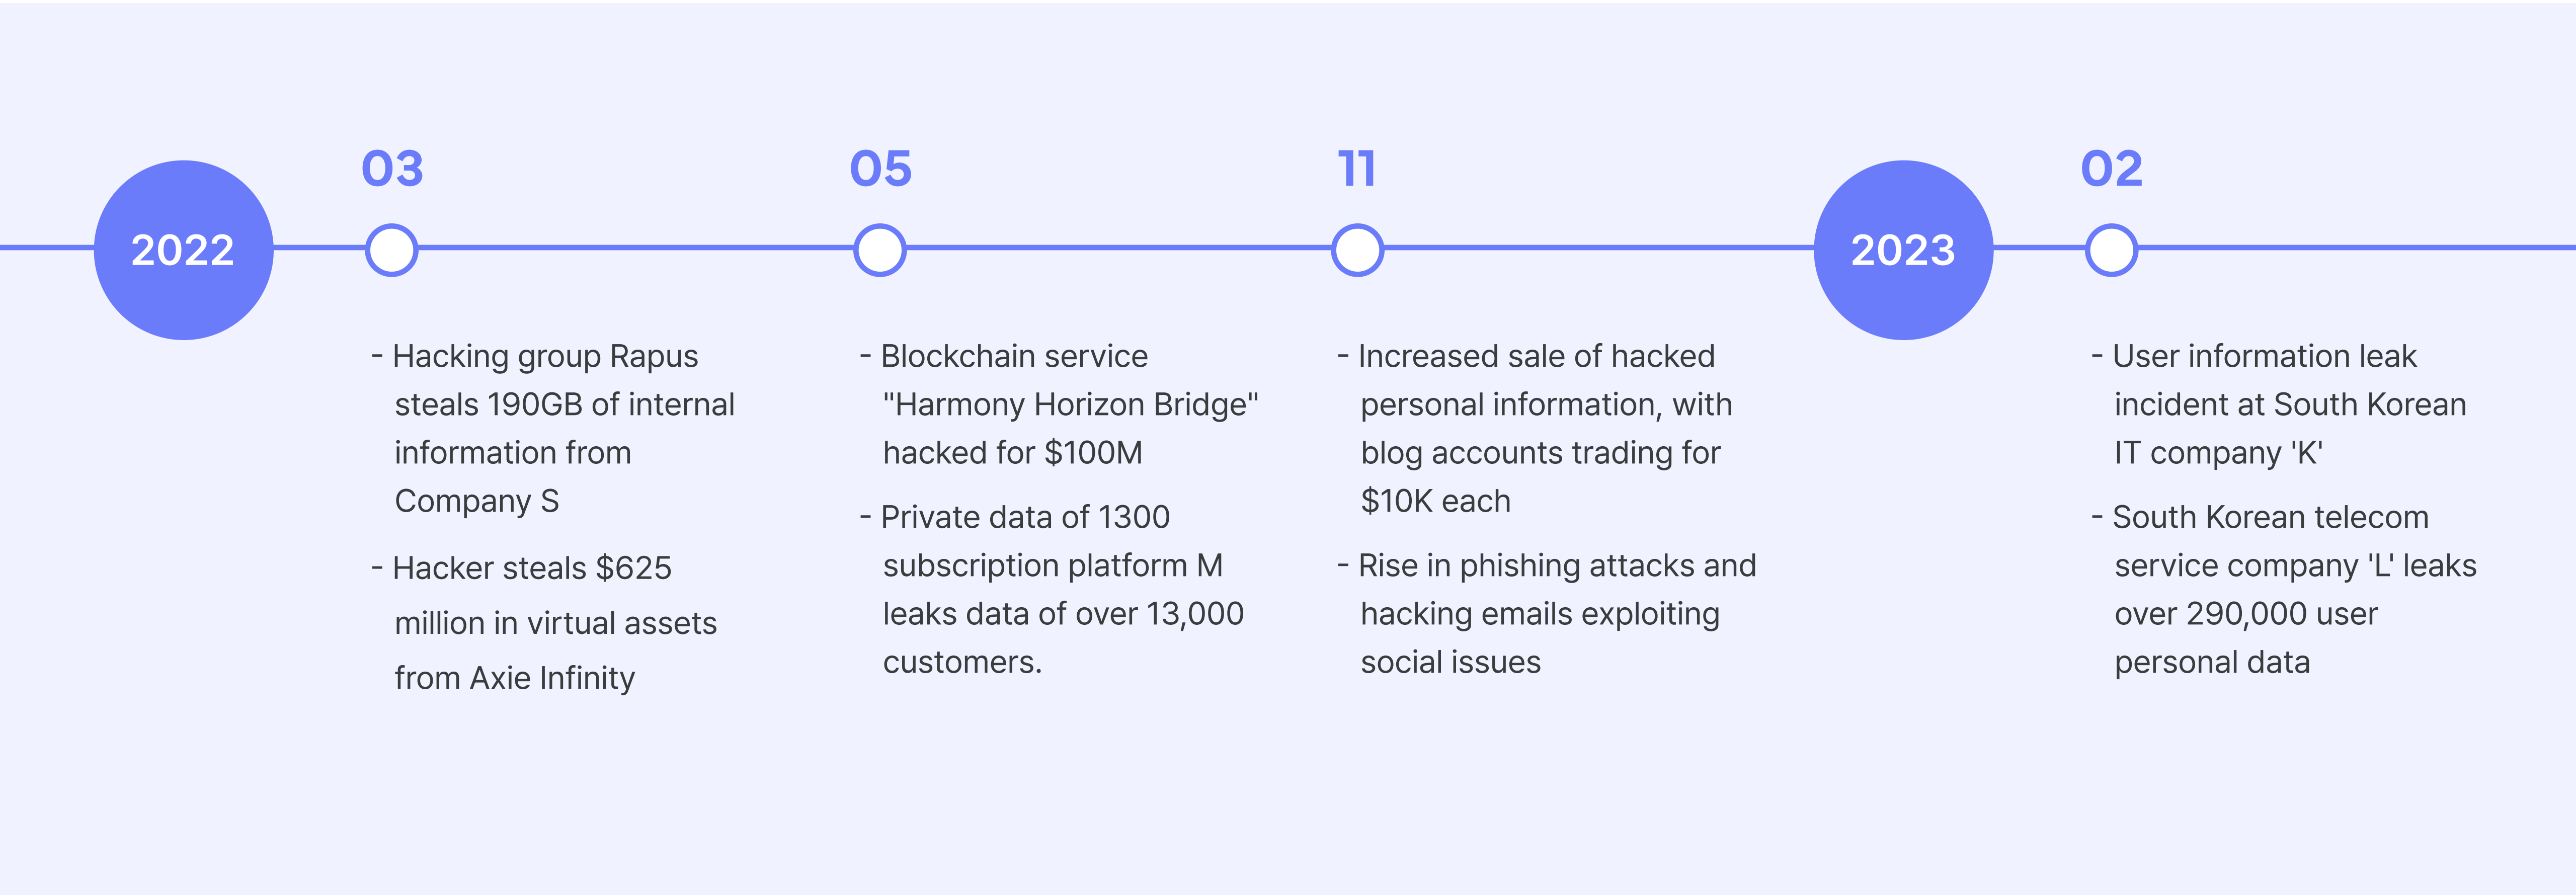 2022
03
- Hacking group Rapus
steals 190GB of internal
information from
Company S
- Hacker steals $625
million in virtual assets
from Axie Infinity
05
- Blockchain service
"Harmony Horizon Bridge"
hacked for $100M
- Private data of 1300
subscription platform M
leaks data of over 13,000
customers.
11
- Increased sale of hacked
personal information, with
blog accounts trading for
$10K each
- Rise in phishing attacks and
hacking emails exploiting
social issues
2023
02
- User information leak
incident at South Korean
IT company 'K'
- South Korean telecom
service company 'L' leaks
over 290,000 user
personal data